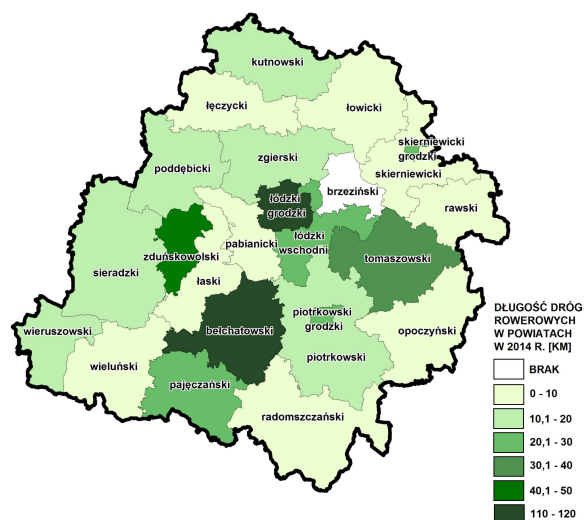 kutnowski
łęczycki
łowicki
skierniewicki
grodzki
skierniewicki
poddębicki
zgierski
brzeziński
rawski
łódzki
grodzki
łódzki
wschodni
pabianicki
zduńskowolski
sieradzki
łaski
tomaszowski
wieruszowski
bełchatowski
piotrkowski
grodzki
opoczyński
piotrkowski
wieluński
pajęczański
radomszczański
DŁUGOŚĆ DRÓG
ROWEROWYCH
W POWIATACH
W 2014 R. [KM]
BRAK
0 - 10
10,1 - 20
20,1 - 30
30,1 - 40
40,1 - 50
110 - 120